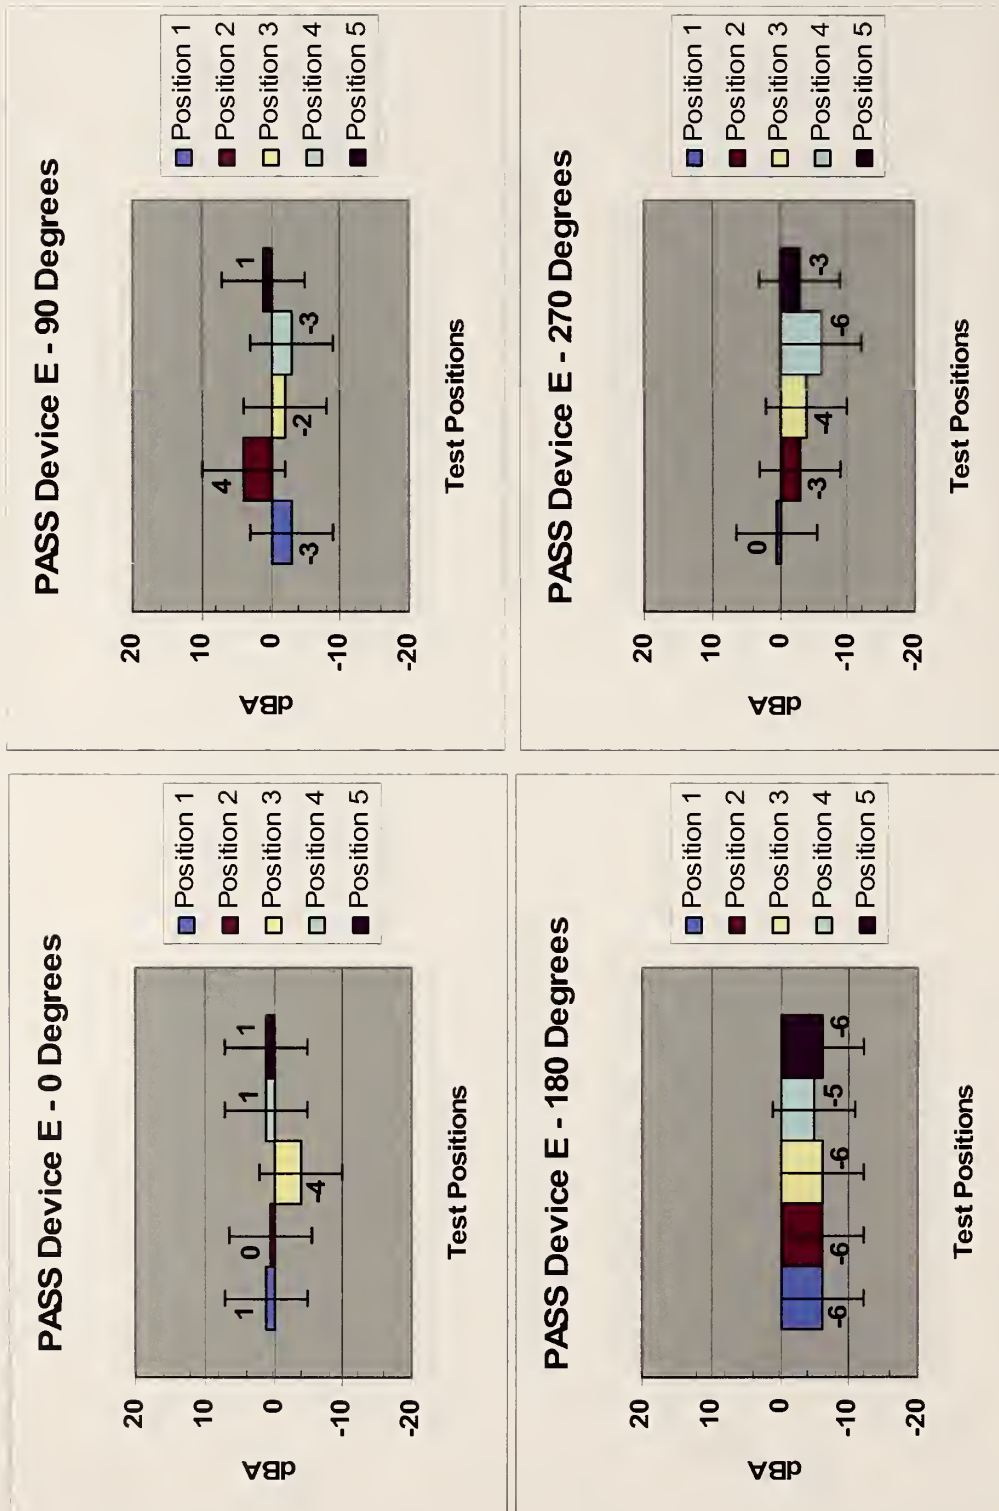 PASS Device E - 0 Degrees
20
10
0
-10
-20
dBA
1
0
-4
1
1
Test Positions
Position 1
Position 2
Position 3
Position 4
Position 5
PASS Device E - 90 Degrees
20
10
0
-10
-20
dBA
-3
4
-2
-3
1
Test Positions
Position 1
Position 2
Position 3
Position 4
Position 5
PASS Device E - 180 Degrees
20
10
0
-10
-20
dBA
-6
-6
-6
-5
-6
Test Positions
Position 1
Position 2
Position 3
Position 4
Position 5
PASS Device E - 270 Degrees
20
10
0
-10
-20
dBA
0
-3
-4
-6
-3
Test Positions
Position 1
Position 2
Position 3
Position 4
Position 5